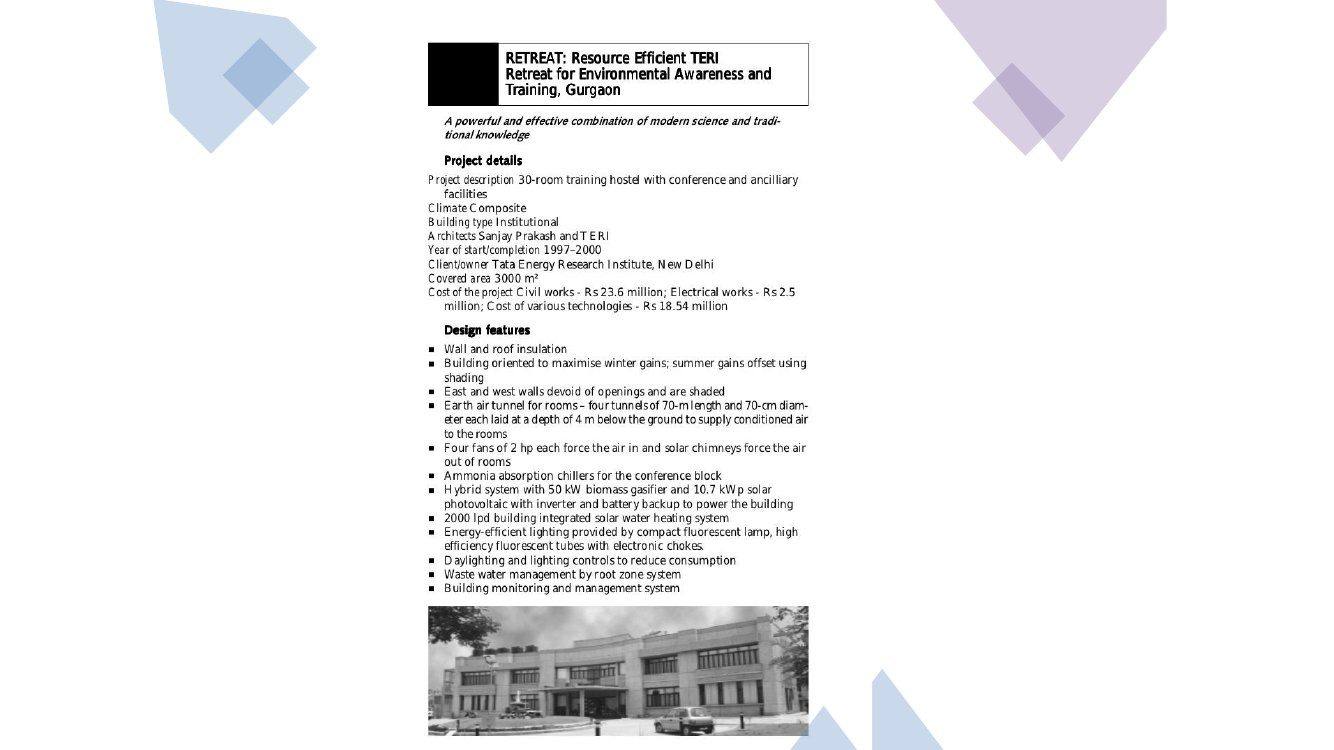 RETREAT: Resource Efficient TERI
Retreat for Environmental Awareness and
Training, Gurgaon
A powerful and effective combination of modern science and tradi-
tional knowledge
Project details
Project description 30-room training hostel with conference and ancilliary
facilities
Climate Composite
Building type Institutional
Architects Sanjay Prakash and TERI
Year of start/completion 1997–2000
Client/owner Tata Energy Research Institute, New Delhi
Covered area 3000 m²
Cost of the project Civil works - Rs 23.6 million; Electrical works - Rs 2.5
million; Cost of various technologies - Rs 18.54 million
Design features
■ Wall and roof insulation
■ Building oriented to maximise winter gains; summer gains offset using
shading
■ East and west walls devoid of openings and are shaded
■ Earth air tunnel for rooms – four tunnels of 70-m length and 70-cm diam-
eter each laid at a depth of 4 m below the ground to supply conditioned air
to the rooms
■ Four fans of 2 hp each force the air in and solar chimneys force the air
out of rooms
■ Ammonia absorption chillers for the conference block
■ Hybrid system with 50 kW biomass gasifier and 10.7 kWp solar
photovoltaic with inverter and battery backup to power the building
■ 2000 lpd building integrated solar water heating system
■ Energy-efficient lighting provided by compact fluorescent lamp, high
efficiency fluorescent tubes with electronic chokes.
■ Daylighting and lighting controls to reduce consumption
■ Waste water management by root zone system
■ Building monitoring and management system